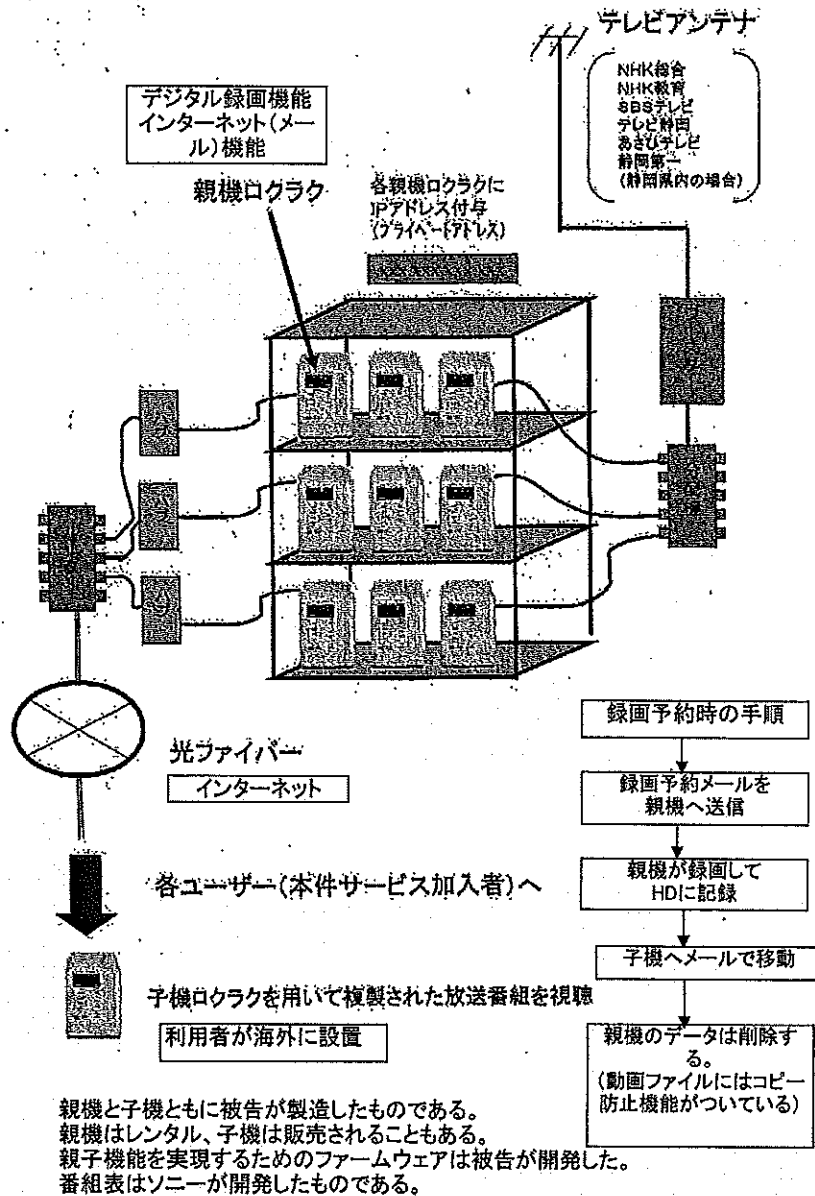 テレビアンテナ
NHK総合
NHK教育
SBSテレビ
テレビ静岡
あさひテレビ
静岡第一
(静岡県内の場合)
デジタル録画機能
インターネット(メー
ル)機能
親機ロクラク
各親機ロクラクに
IPアドレス付与
(プライベートアドレス)
ハブ
ハブ
ハブ
光ファイバー
インターネット
各ユーザー(本件サービス加入者)へ
子機ロクラクを用いて複製された放送番組を視聴
利用者が海外に設置
録画予約時の手順
録画予約メールを
親機へ送信
親機が録画して
HDに記録
子機へメールで移動
親機のデータは削除す
る。
(動画ファイルにはコピー
防止機能がついている)
親機と子機ともに被告が製造したものである。
親機はレンタル、子機は販売されることもある。
親子機能を実現するためのファームウェアは被告が開発した。
番組表はソニーが開発したものである。